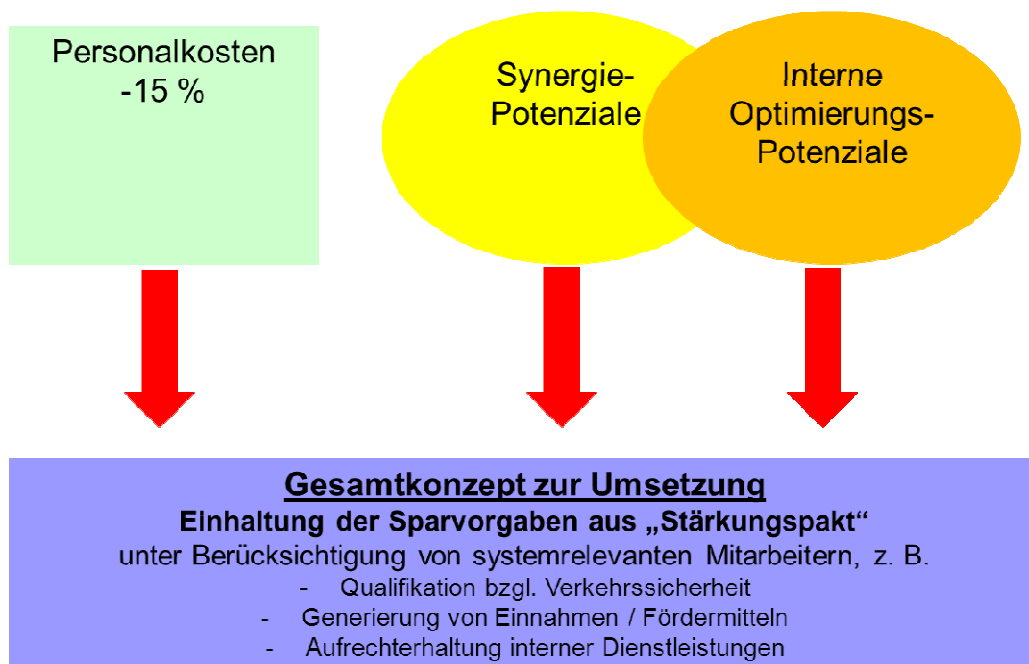 Personalkosten
-15 %
Synergie-
Potenziale
Interne
Optimierungs-
Potenziale
Gesamtkonzept zur Umsetzung
Einhaltung der Sparvorgaben aus „Stärkungspakt“
unter Berücksichtigung von systemrelevanten Mitarbeitern, z. B.
- Qualifikation bzgl. Verkehrssicherheit
- Generierung von Einnahmen / Fördermitteln
- Aufrechterhaltung interner Dienstleistungen